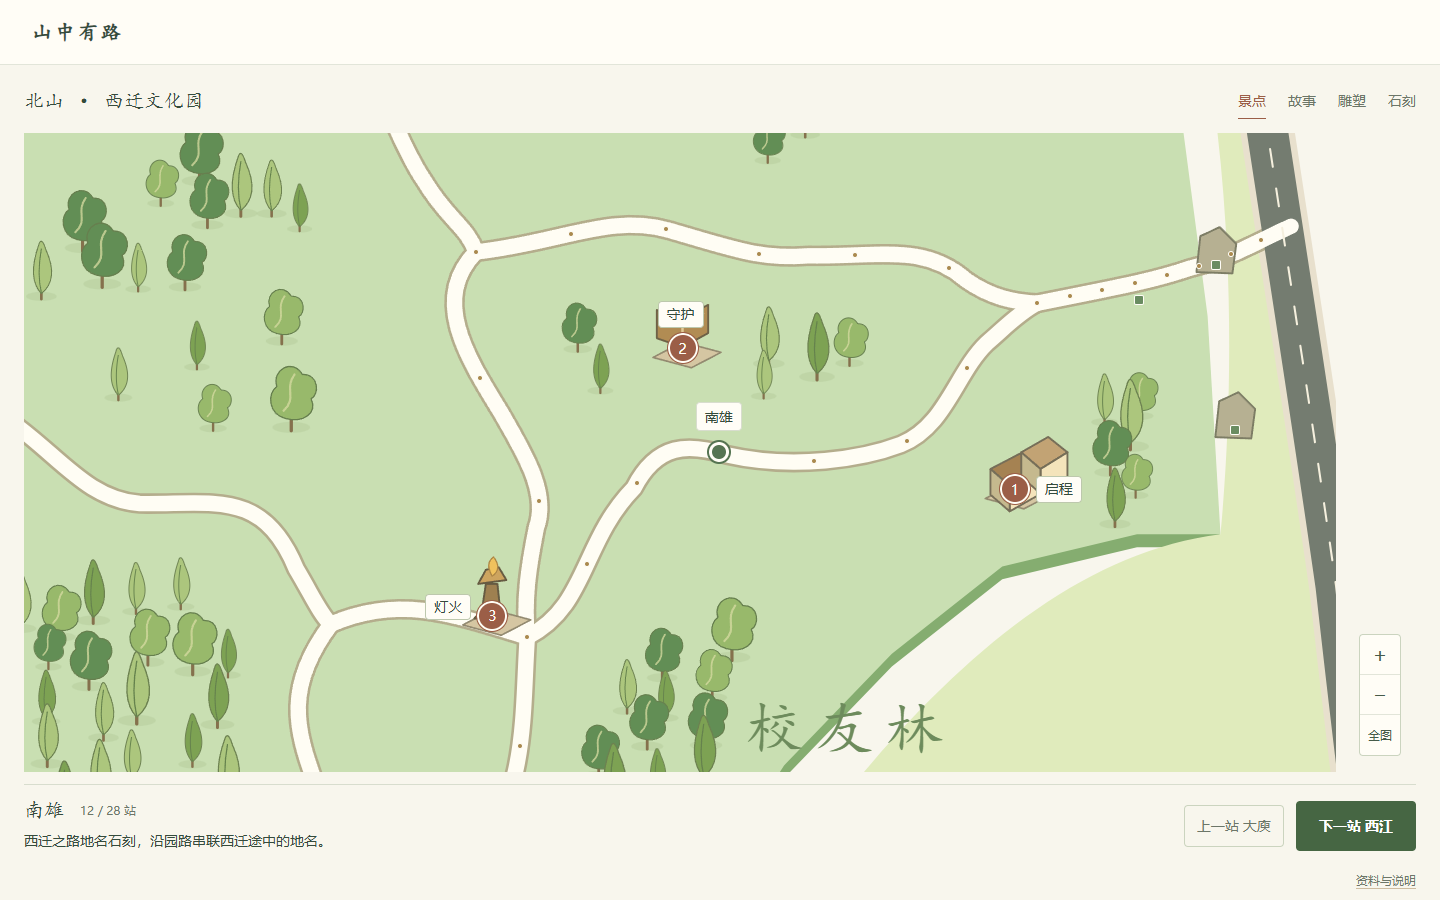 山中有路
北山 • 西迁文化园
景点 故事 雕塑 石刻
守护
2
南雄
1 启程
灯火 3
校友林
+
−
全图
南雄 12 / 28 站
西迁之路地名石刻，沿园路串联西迁途中的地名。
上一站 大庾
下一站 西江
资料与说明